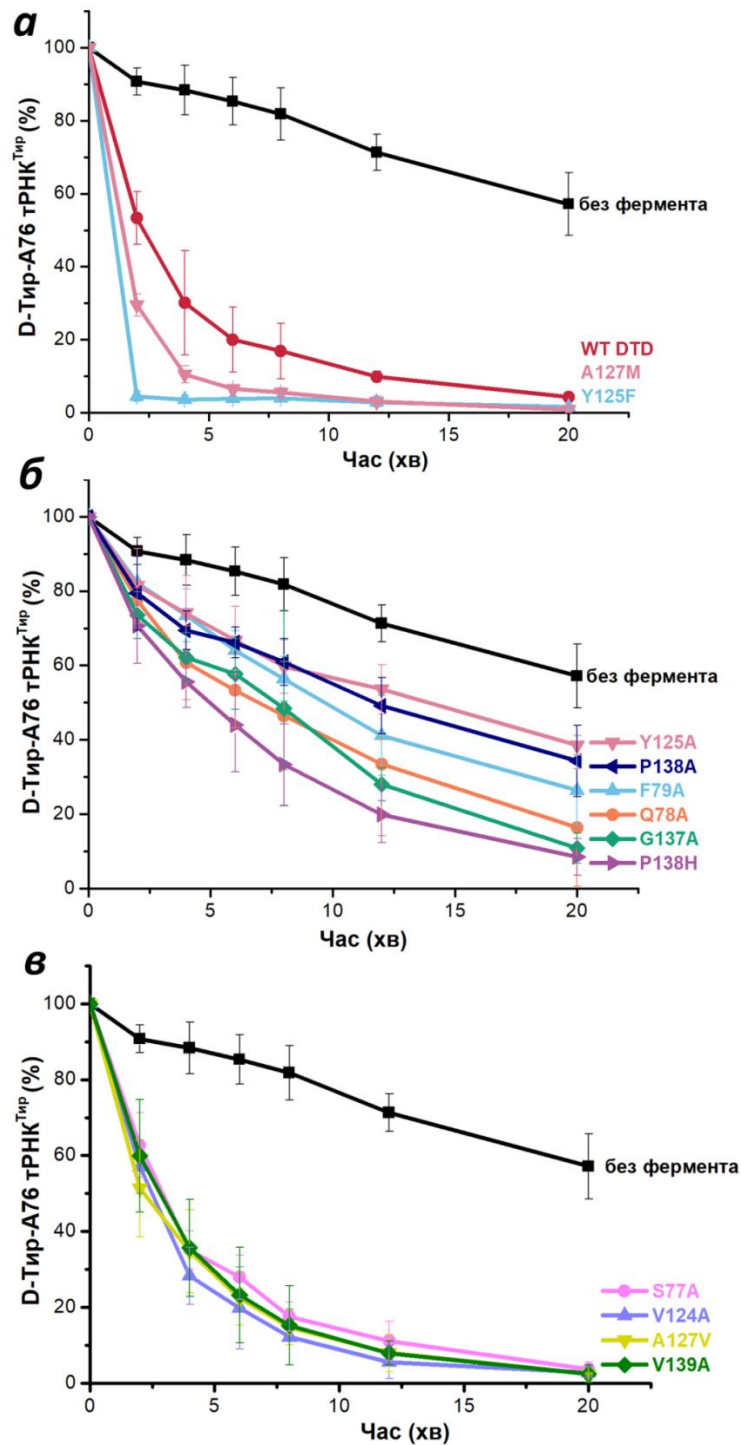 а
D-Тир-А76 тРНКТир (%)
100
80
60
40
20
0
без фермента
WT DTD
A127M
Y125F
0
5
10
15
20
Час (хв)
б
D-Тир-А76 тРНКТир (%)
100
80
60
40
20
0
без фермента
Y125A
P138A
F79A
Q78A
G137A
P138H
0
5
10
15
20
Час (хв)
в
D-Тир-А76 тРНКТир (%)
100
80
60
40
20
0
без фермента
S77A
V124A
A127V
V139A
0
5
10
15
20
Час (хв)